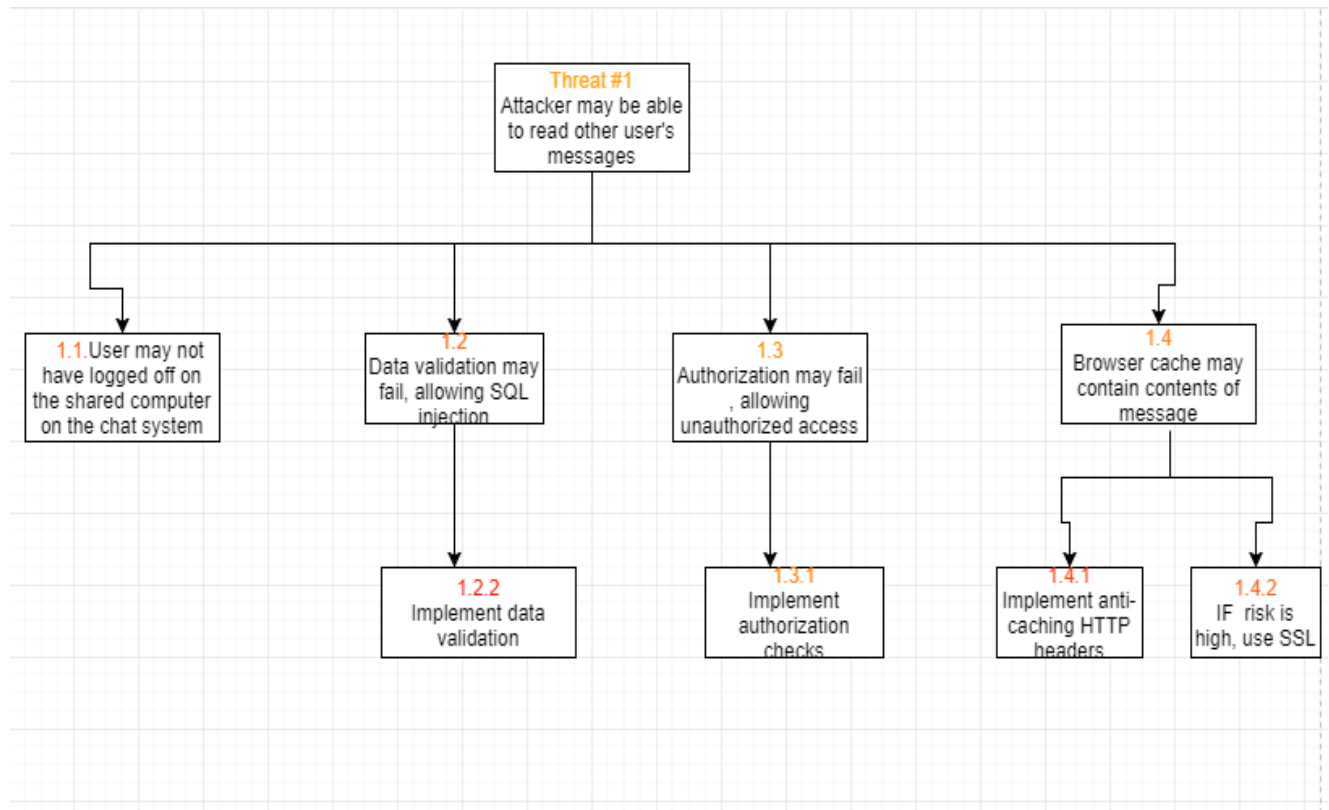 Threat #1
Attacker may be able
to read other user's
messages
1.1.User may not
have logged off on
the shared computer
on the chat system
1.2
Data validation may
fail, allowing SQL
injection
1.3
Authorization may fail
, allowing
unauthorized access
1.4
Browser cache may
contain contents of
message
1.2.2
Implement data
validation
1.3.1
Implement
authorization
checks
1.4.1
Implement anti-
caching HTTP
headers
1.4.2
IF risk is
high, use SSL